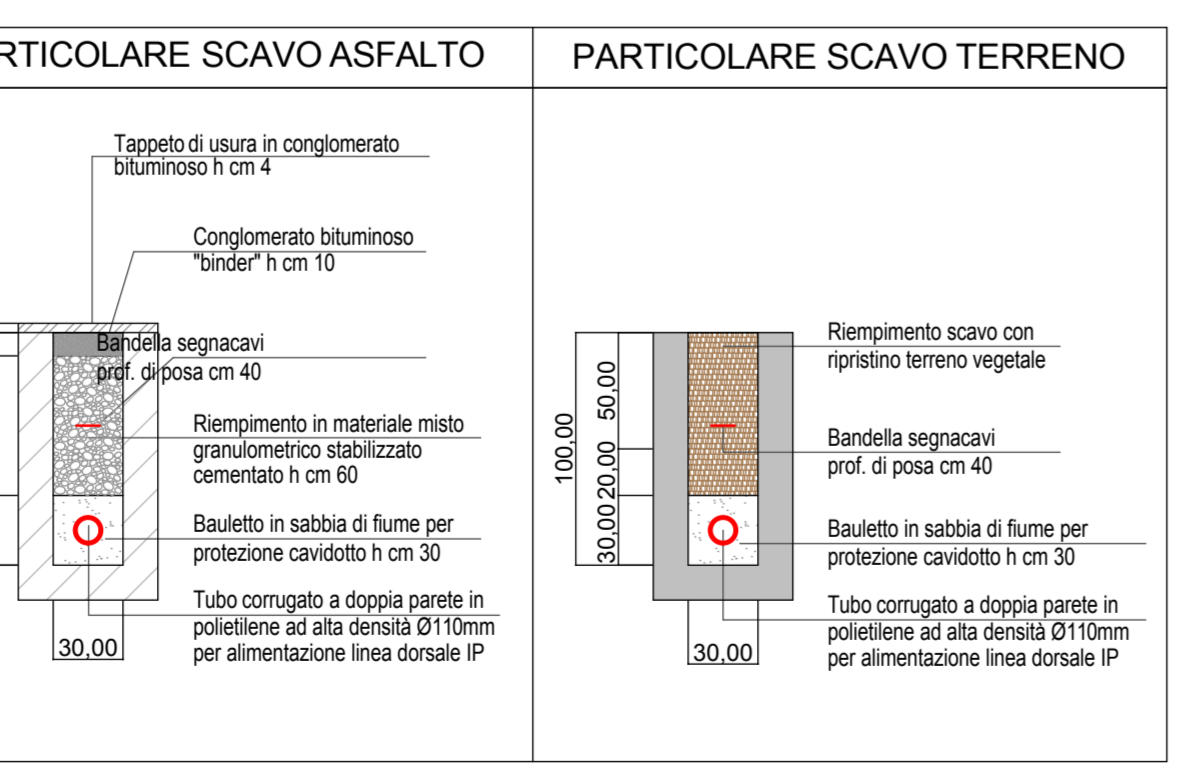 RTICOLARE SCAVO ASFALTO
Tappeto di usura in conglomerato
bituminoso h cm 4
Conglomerato bituminoso
"binder" h cm 10
Bandella segnacavi
prof. di posa cm 40
Riempimento in materiale misto
granulometrico stabilizzato
cementato h cm 60
Bauletto in sabbia di fiume per
protezione cavidotto h cm 30
Tubo corrugato a doppia parete in
polietilene ad alta densità Ø110mm
per alimentazione linea dorsale IP
30,00
PARTICOLARE SCAVO TERRENO
Riempimento scavo con
ripristino terreno vegetale
Bandella segnacavi
prof. di posa cm 40
Bauletto in sabbia di fiume per
protezione cavidotto h cm 30
Tubo corrugato a doppia parete in
polietilene ad alta densità Ø110mm
per alimentazione linea dorsale IP
100,00
50,00
20,00
30,00
30,00